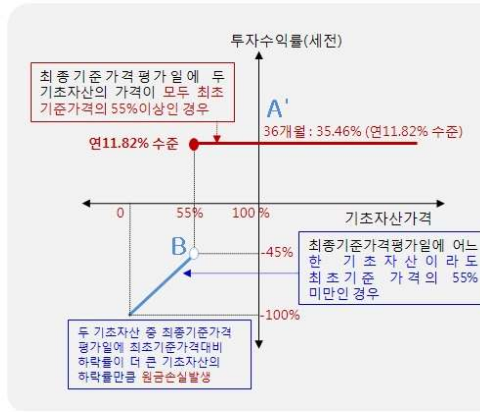 투자수익률(세전)
최종기준가격평가일에 두
기초자산의 가격이 모두 최초
기준가격의 55%이상인 경우
A'
36개월 : 35.46% (연11.82% 수준)
연11.82% 수준
0
55%
100 %
기초자산가격
B
-45%
최종기준가격평가일에 어느
한 기초자산이라도
최초기준 가격의 55%
미만인 경우
-100%
두 기초자산 중 최종기준가격
평가일에 최초기준가격대비
하락률이 더 큰 기초자산의
하락률만큼 원금손실발생